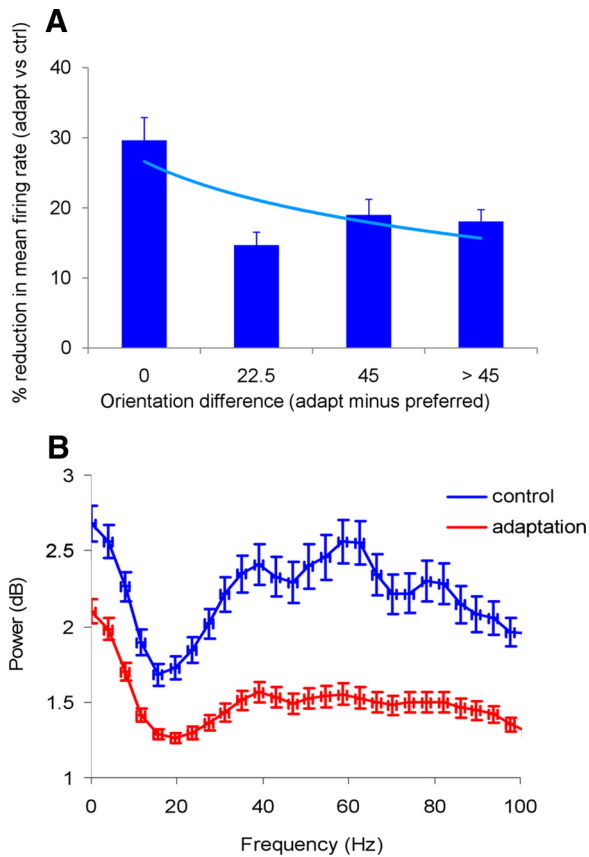 A
% reduction in mean firing rate (adapt vs ctrl)
40
30
20
10
0
0 22.5 45 > 45
Orientation difference (adapt minus preferred)
B
3
2.5
2
1.5
1
Power (dB)
control
adaptation
0 20 40 60 80 100
Frequency (Hz)